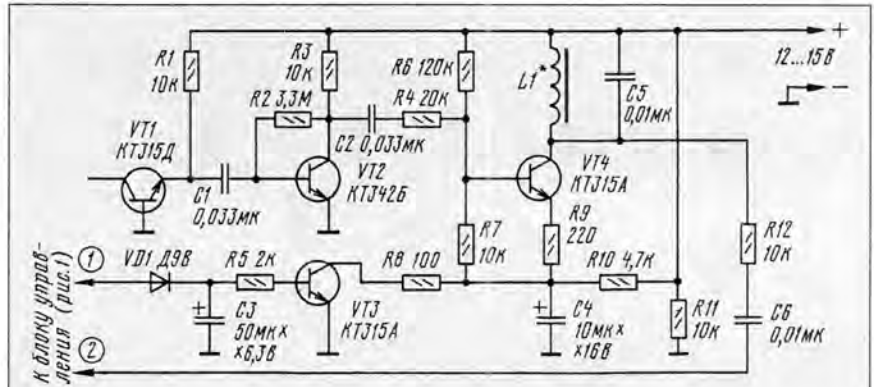 R1
10к
R3
10к
R6 120к
L1*
C5
0,01мк
+
12...15В
−
R2 3,3М
R4 20к
C2 0,033мк
VT1
КТ315Д
C1
0,033мк
VT2
КТ342Б
VT4
КТ315А
R7
10к
R9
220
R12
10к
К блоку управ-
ления (рис.1)
1
VD1 Д9В
R5 2к
R8 100
R10 4,7к
VT3
КТ315А
+
C3
50мк×
×6,3В
+
C4
10мк×
×16В
R11
10к
C6
0,01мк
2